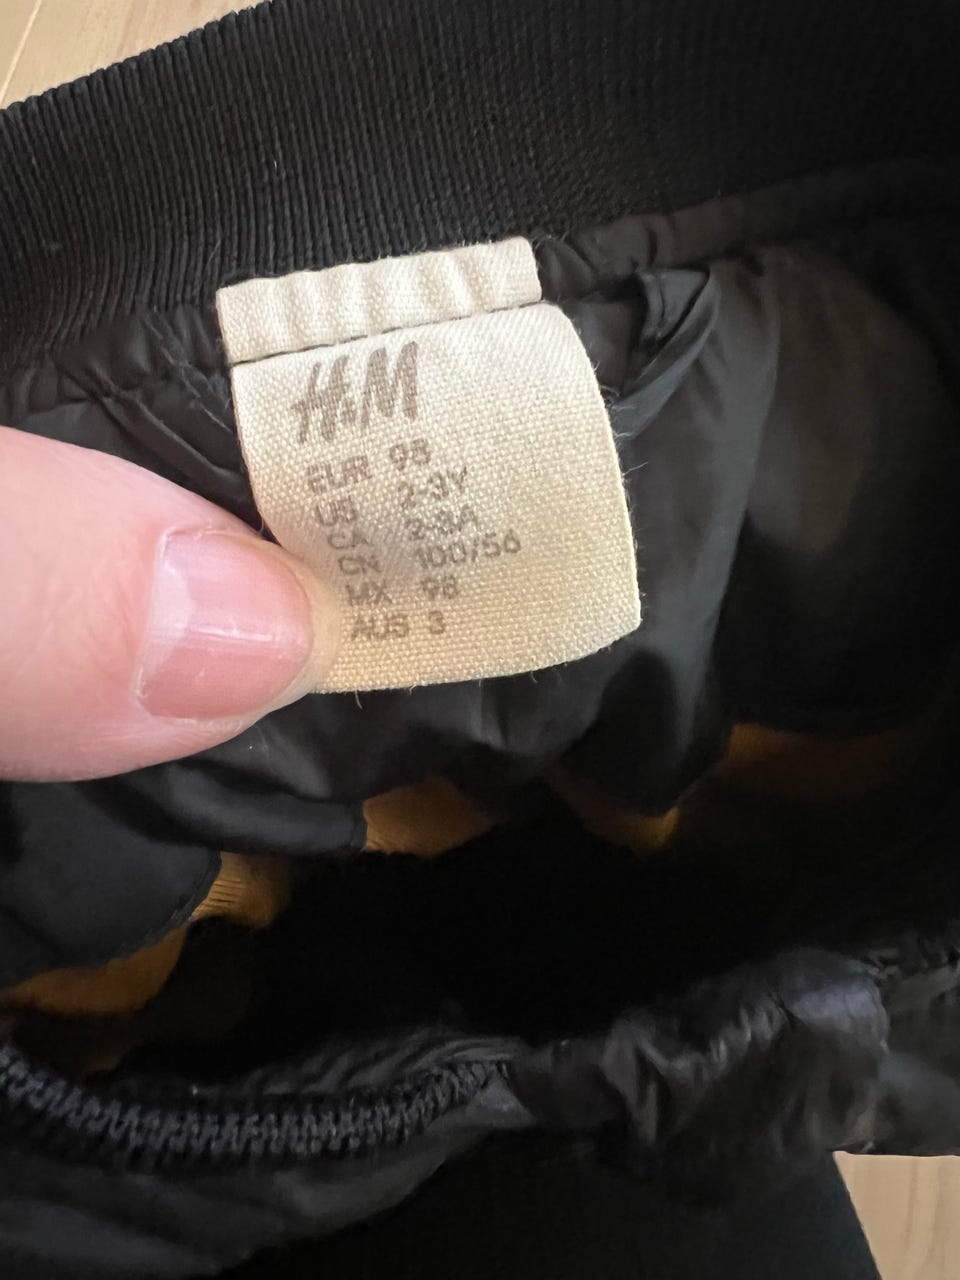 H&M
EUR 98
US 2-3Y
CA 2-3A
CN 100/56
MX 98
AUS 3